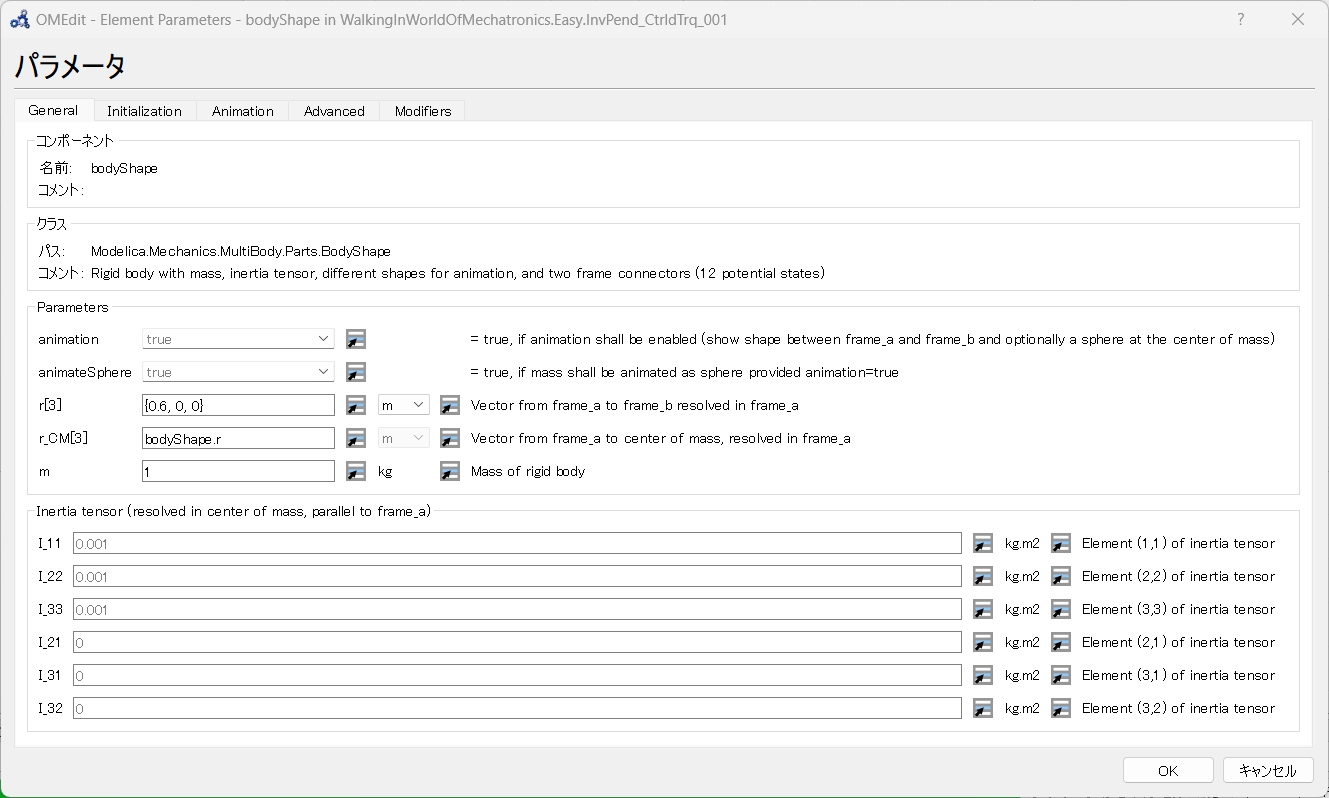 OMEdit - Element Parameters - bodyShape in WalkingInWorldOfMechatronics.Easy.InvPend_CtrldTrq_001 ?
パラメータ
General Initialization Animation Advanced Modifiers
コンポーネント
名前: bodyShape
コメント:
クラス
パス: Modelica.Mechanics.MultiBody.Parts.BodyShape
コメント: Rigid body with mass, inertia tensor, different shapes for animation, and two frame connectors (12 potential states)
Parameters
animation true = true, if animation shall be enabled (show shape between frame_a and frame_b and optionally a sphere at the center of mass)
animateSphere true = true, if mass shall be animated as sphere provided animation=true
r[3] {0.6, 0, 0} m Vector from frame_a to frame_b resolved in frame_a
r_CM[3] bodyShape.r m Vector from frame_a to center of mass, resolved in frame_a
m 1 kg Mass of rigid body
Inertia tensor (resolved in center of mass, parallel to frame_a)
I_11 0.001 kg.m2 Element (1,1) of inertia tensor
I_22 0.001 kg.m2 Element (2,2) of inertia tensor
I_33 0.001 kg.m2 Element (3,3) of inertia tensor
I_21 0 kg.m2 Element (2,1) of inertia tensor
I_31 0 kg.m2 Element (3,1) of inertia tensor
I_32 0 kg.m2 Element (3,2) of inertia tensor
OK キャンセル